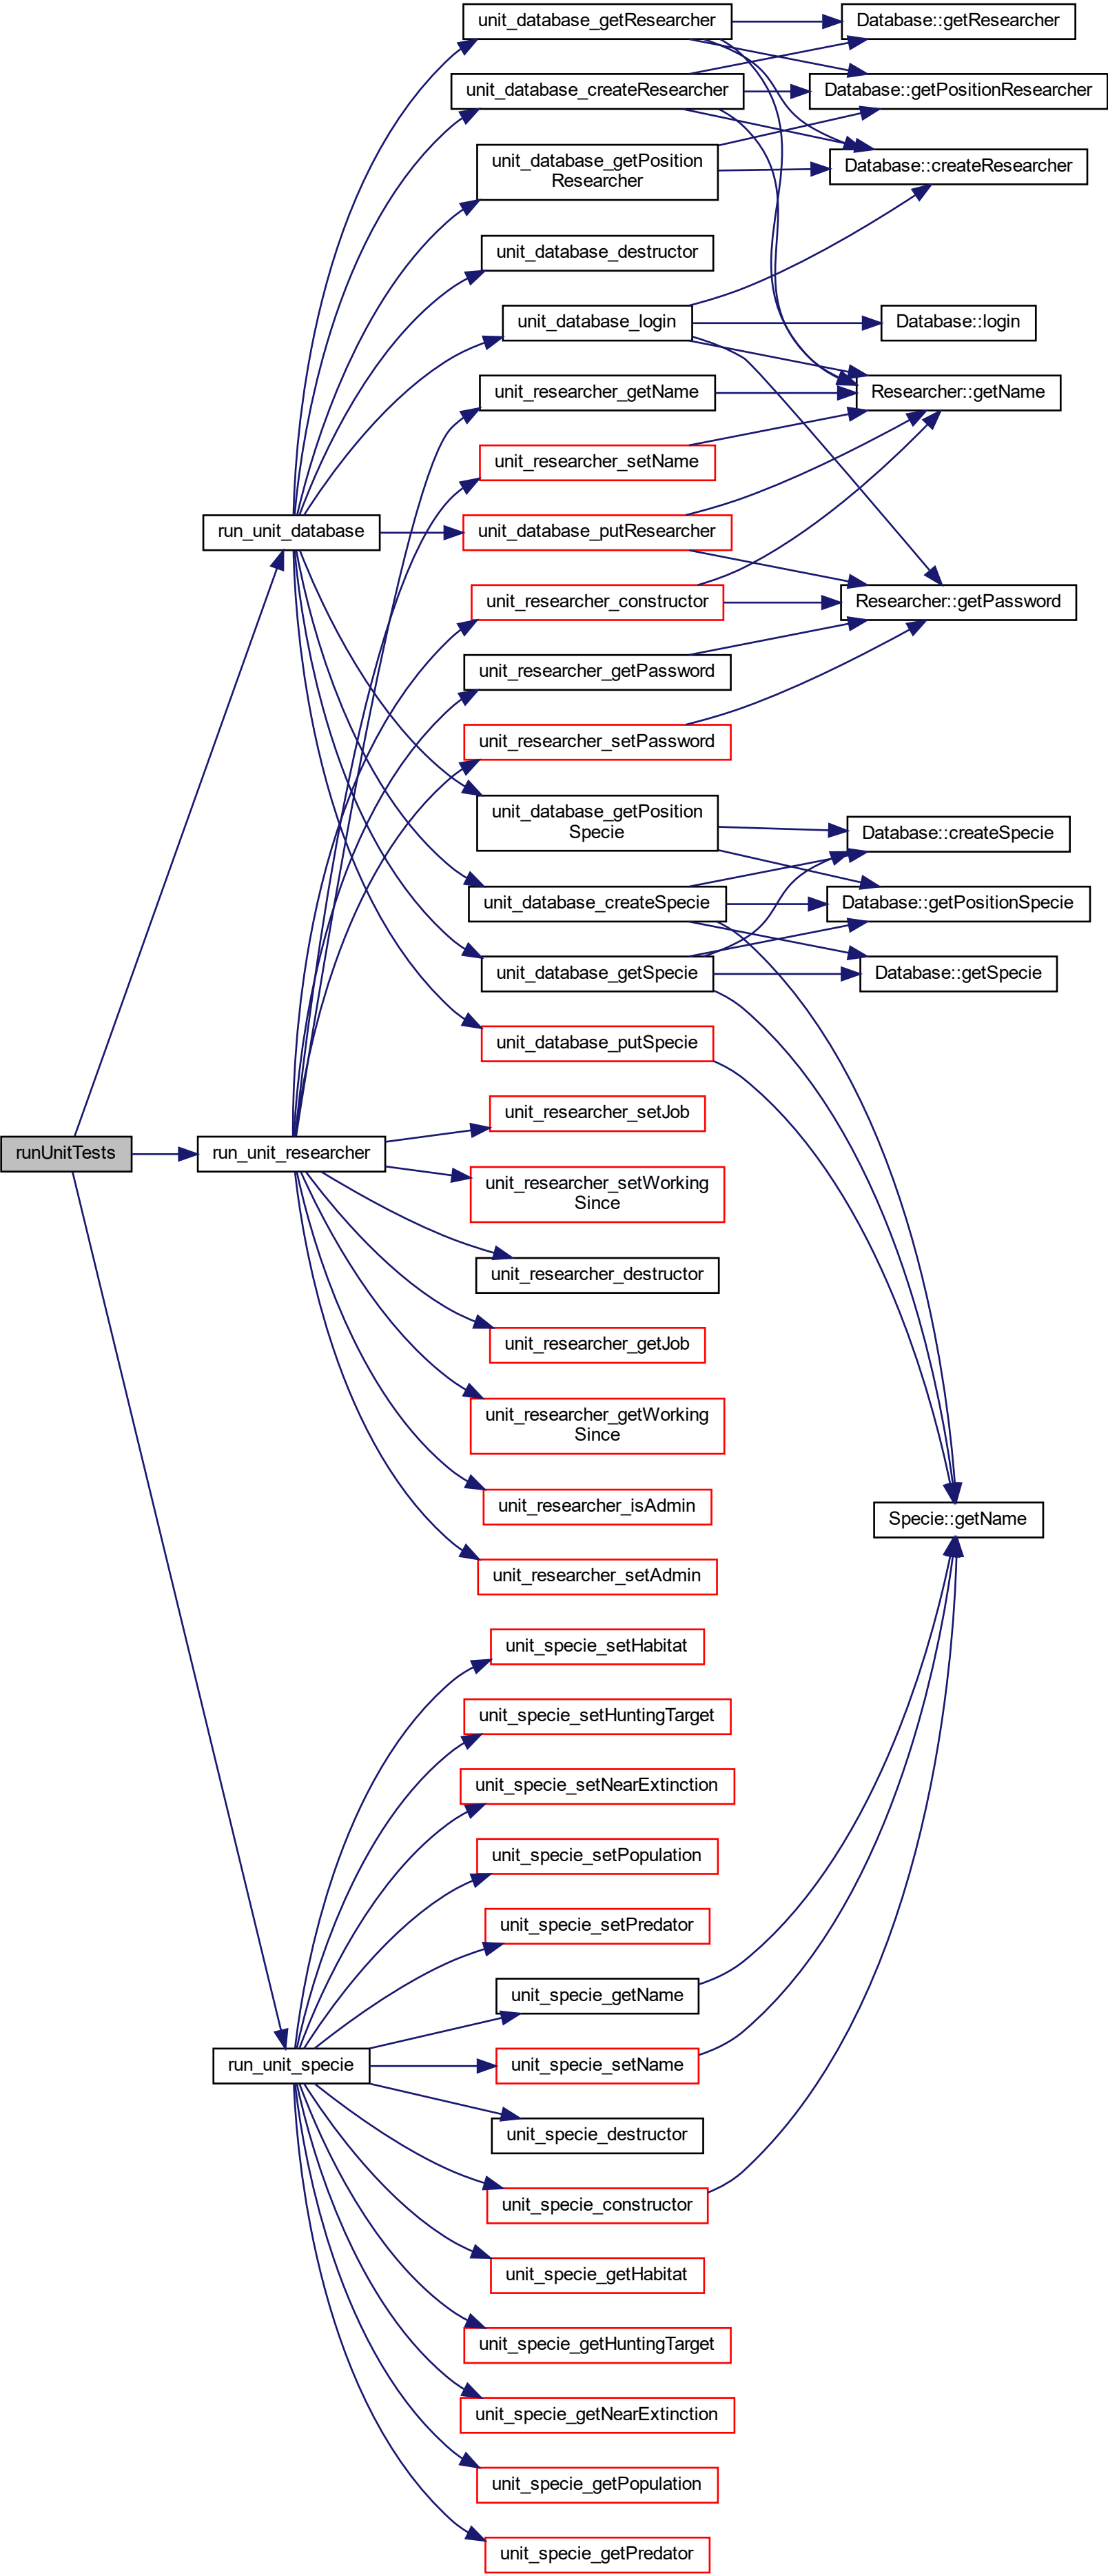 unit_database_getResearcher
Database::getResearcher
unit_database_createResearcher
Database::getPositionResearcher
unit_database_getPosition
Researcher
Database::createResearcher
unit_database_destructor
unit_database_login
Database::login
unit_researcher_getName
Researcher::getName
unit_researcher_setName
run_unit_database
unit_database_putResearcher
unit_researcher_constructor
Researcher::getPassword
unit_researcher_getPassword
unit_researcher_setPassword
unit_database_getPosition
Specie
Database::createSpecie
unit_database_createSpecie
Database::getPositionSpecie
unit_database_getSpecie
Database::getSpecie
unit_database_putSpecie
unit_researcher_setJob
runUnitTests
run_unit_researcher
unit_researcher_setWorking
Since
unit_researcher_destructor
unit_researcher_getJob
unit_researcher_getWorking
Since
unit_researcher_isAdmin
Specie::getName
unit_researcher_setAdmin
unit_specie_setHabitat
unit_specie_setHuntingTarget
unit_specie_setNearExtinction
unit_specie_setPopulation
unit_specie_setPredator
unit_specie_getName
run_unit_specie
unit_specie_setName
unit_specie_destructor
unit_specie_constructor
unit_specie_getHabitat
unit_specie_getHuntingTarget
unit_specie_getNearExtinction
unit_specie_getPopulation
unit_specie_getPredator